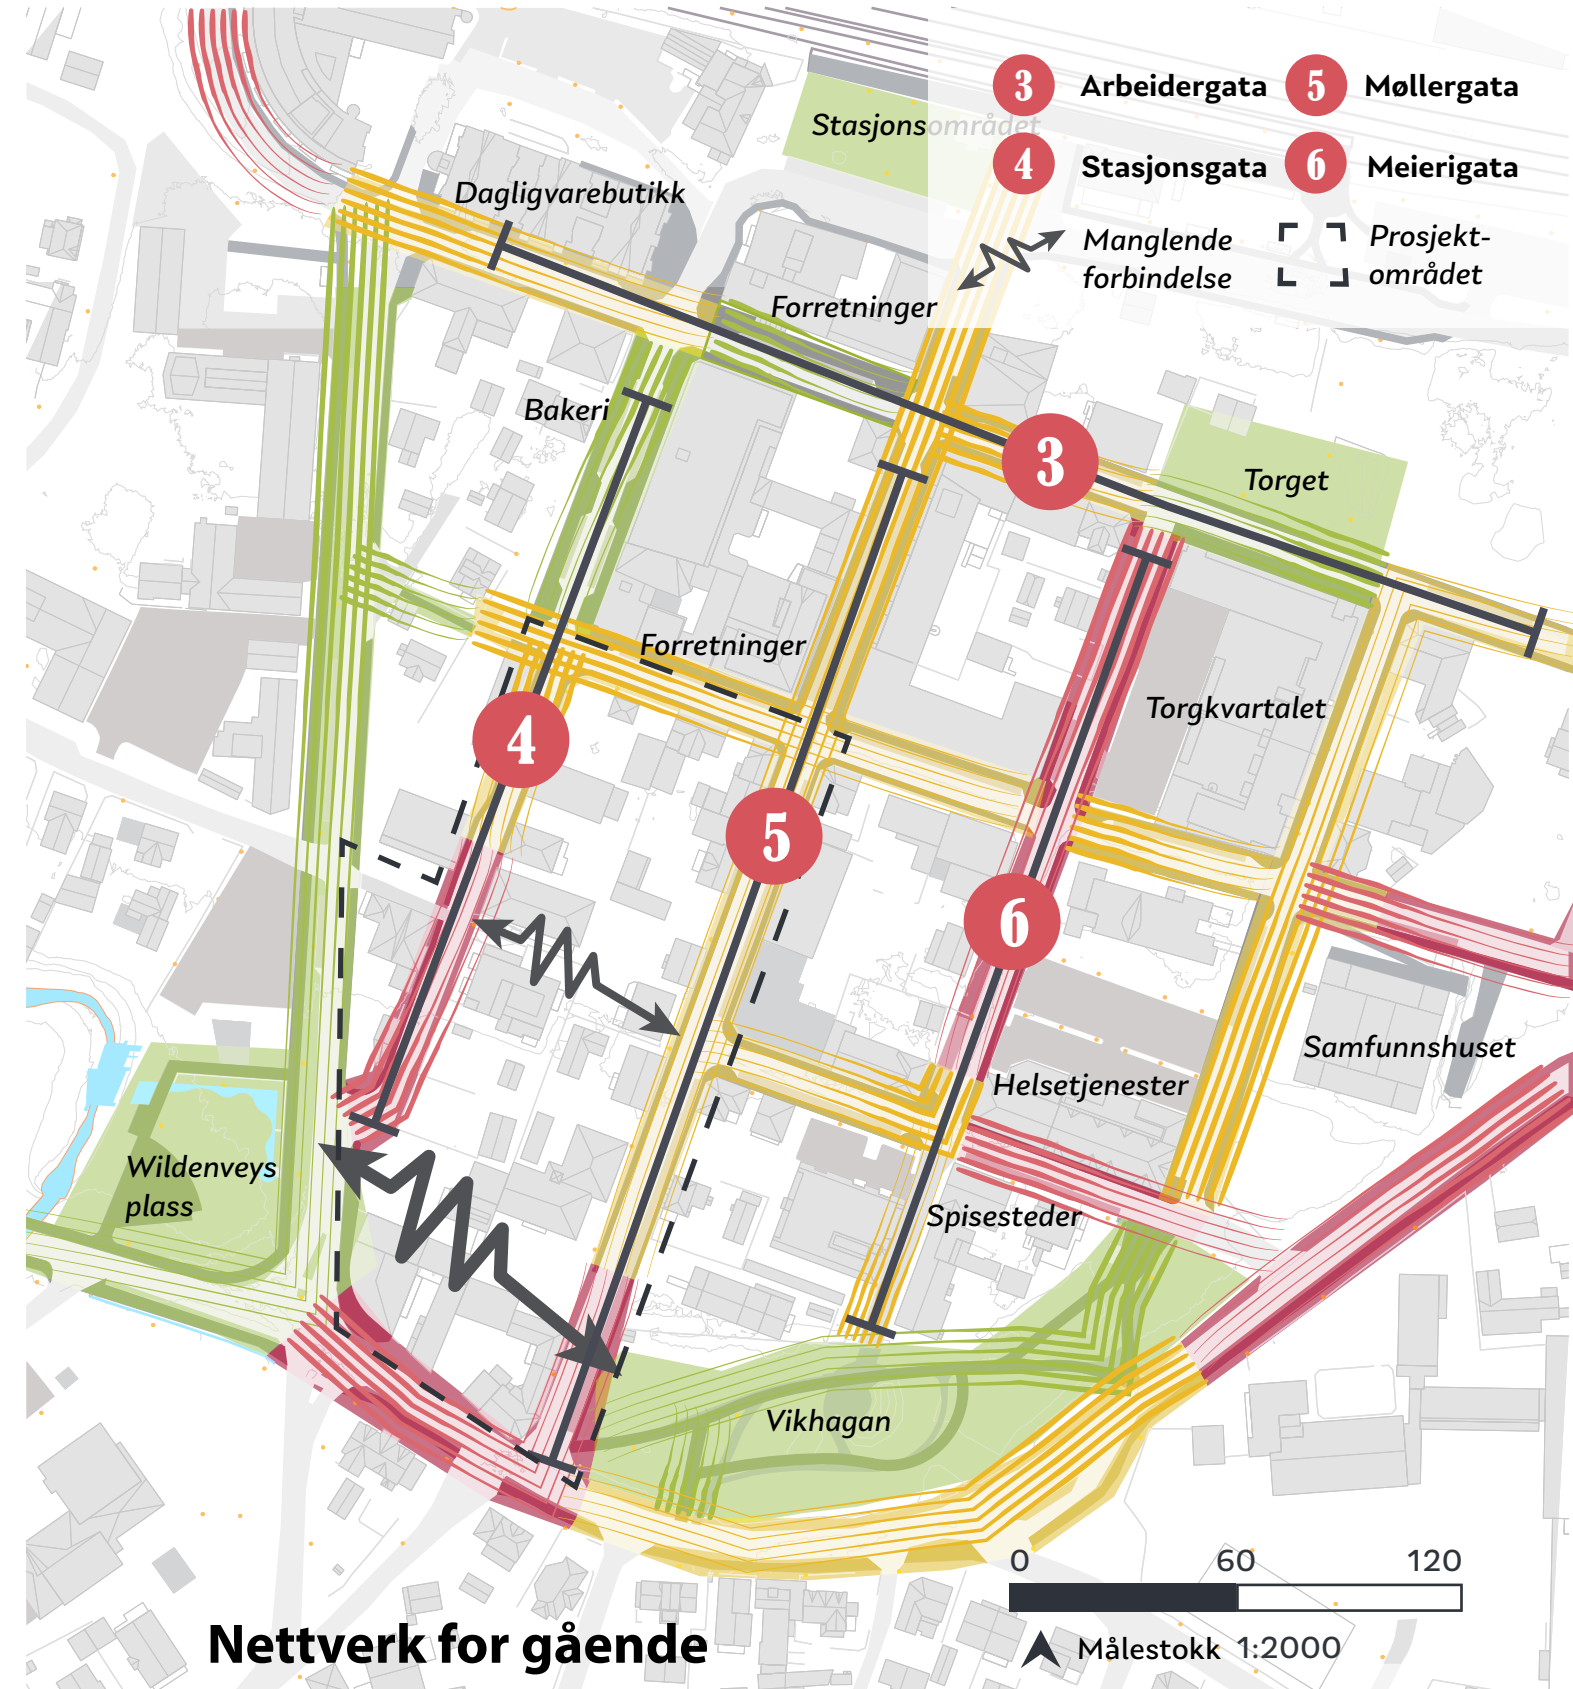 3 Arbeidergata 5 Møllergata
4 Stasjonsgata 6 Meierigata
Manglende
forbindelse
Prosjekt-
området
Stasjonsområdet
Dagligvarebutikk
Forretninger
Bakeri
3
Torget
Forretninger
Torgkvartalet
4
5
6
Samfunnshuset
Helsetjenester
Wildenveys
plass
Spisesteder
Vikhagan
0 60 120
Målestokk 1:2000
Nettverk for gående